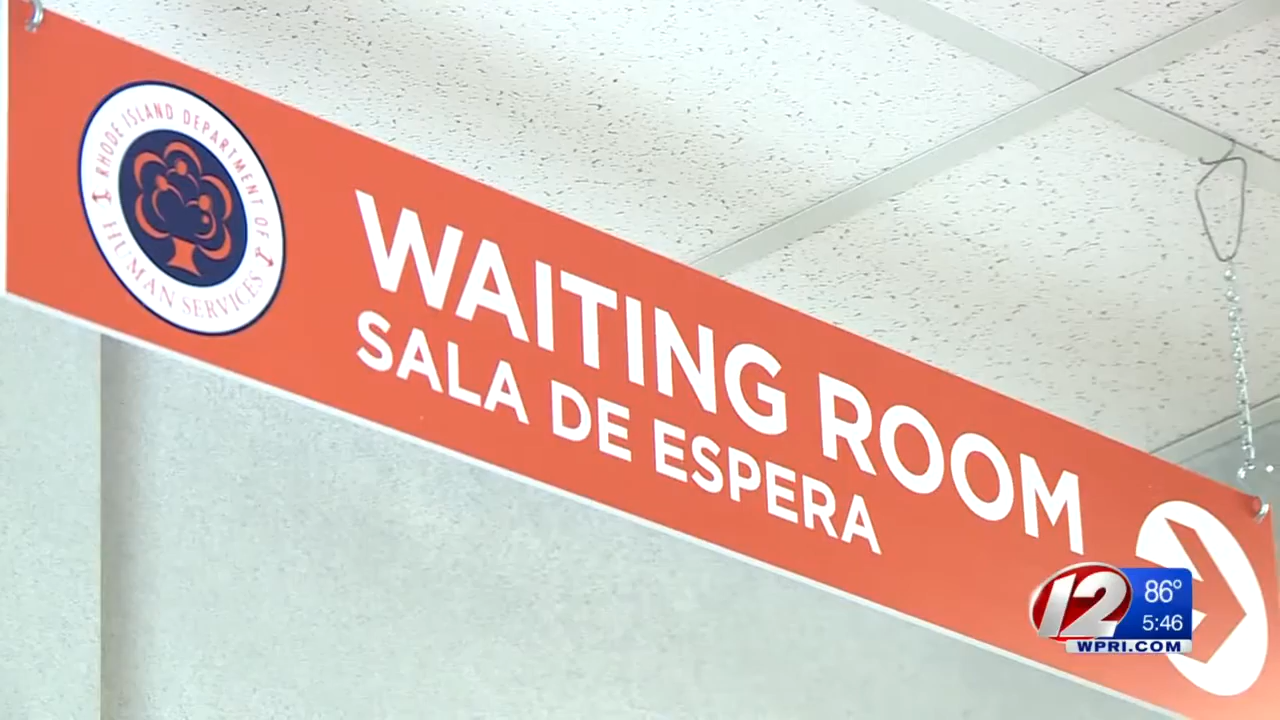 RHODE ISLAND DEPARTMENT OF
HUMAN SERVICES
WAITING ROOM
SALA DE ESPERA
12
86°
5:46
WPRI.COM